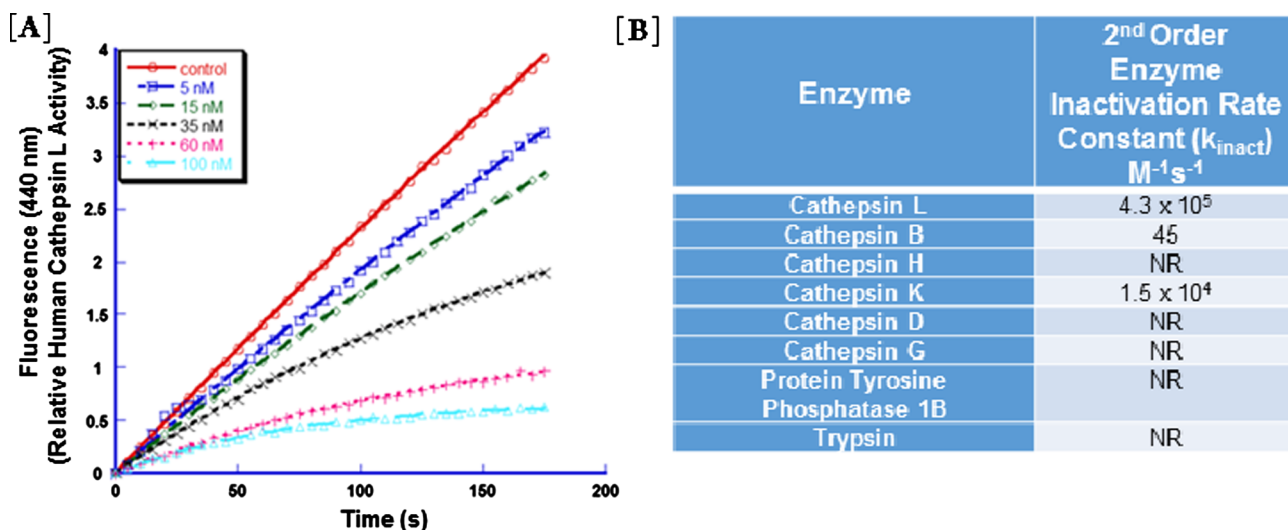 [A]
4
3.5
3
2.5
2
1.5
1
0.5
0
control
5 nM
15 nM
35 nM
60 nM
100 nM
Fluorescence (440 nm)
(Relative Human Cathepsin L Activity)
0 50 100 150 200
Time (s)
[B]
Enzyme
2nd Order
Enzyme
Inactivation Rate
Constant (kinact)
M-1s-1
Cathepsin L 4.3 x 10⁵
Cathepsin B 45
Cathepsin H NR
Cathepsin K 1.5 x 10⁴
Cathepsin D NR
Cathepsin G NR
Protein Tyrosine NR
Phosphatase 1B
Trypsin NR